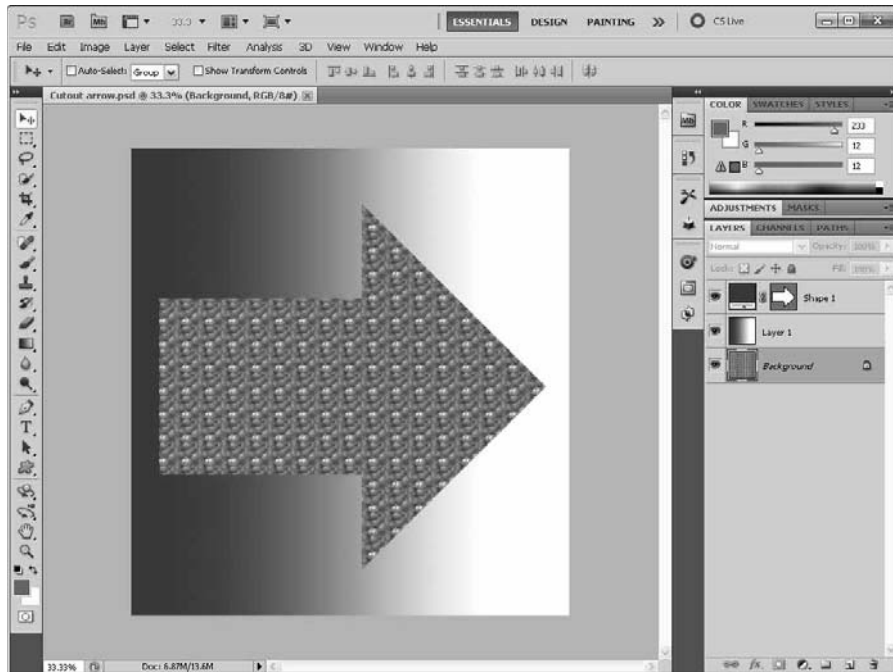 Ps Mb 33.3 ESSENTIALS DESIGN PAINTING CS Live
File Edit Image Layer Select Filter Analysis 3D View Window Help
Auto-Select: Group Show Transform Controls
Cutout arrow.psd @ 33.3% (Background, RGB/8#)
COLOR SWATCHES STYLES
R 233
G 12
B 12
ADJUSTMENTS MASKS
LAYERS CHANNELS PATHS
Normal Opacity: 100%
Lock: Fill: 100%
Shape 1
Layer 1
Background
33.33% Doc: 6.87M/13.6M